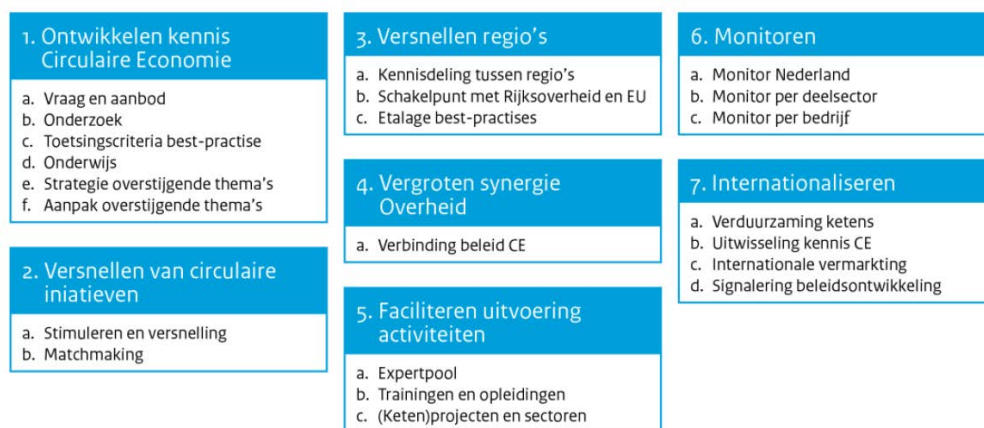 1. Ontwikkelen kennis
Circulaire Economie
a. Vraag en aanbod
b. Onderzoek
c. Toetsingscriteria best-practise
d. Onderwijs
e. Strategie overstijgende thema's
f. Aanpak overstijgende thema's
2. Versnellen van circulaire
iniatieven
a. Stimuleren en versnelling
b. Matchmaking
3. Versnellen regio's
a. Kennisdeling tussen regio's
b. Schakelpunt met Rijksoverheid en EU
c. Etalage best-practises
4. Vergroten synergie
Overheid
a. Verbinding beleid CE
5. Faciliteren uitvoering
activiteiten
a. Expertpool
b. Trainingen en opleidingen
c. (Keten)projecten en sectoren
6. Monitoren
a. Monitor Nederland
b. Monitor per deelsector
c. Monitor per bedrijf
7. Internationaliseren
a. Verduurzaming ketens
b. Uitwisseling kennis CE
c. Internationale vermarkting
d. Signalering beleidsontwikkeling